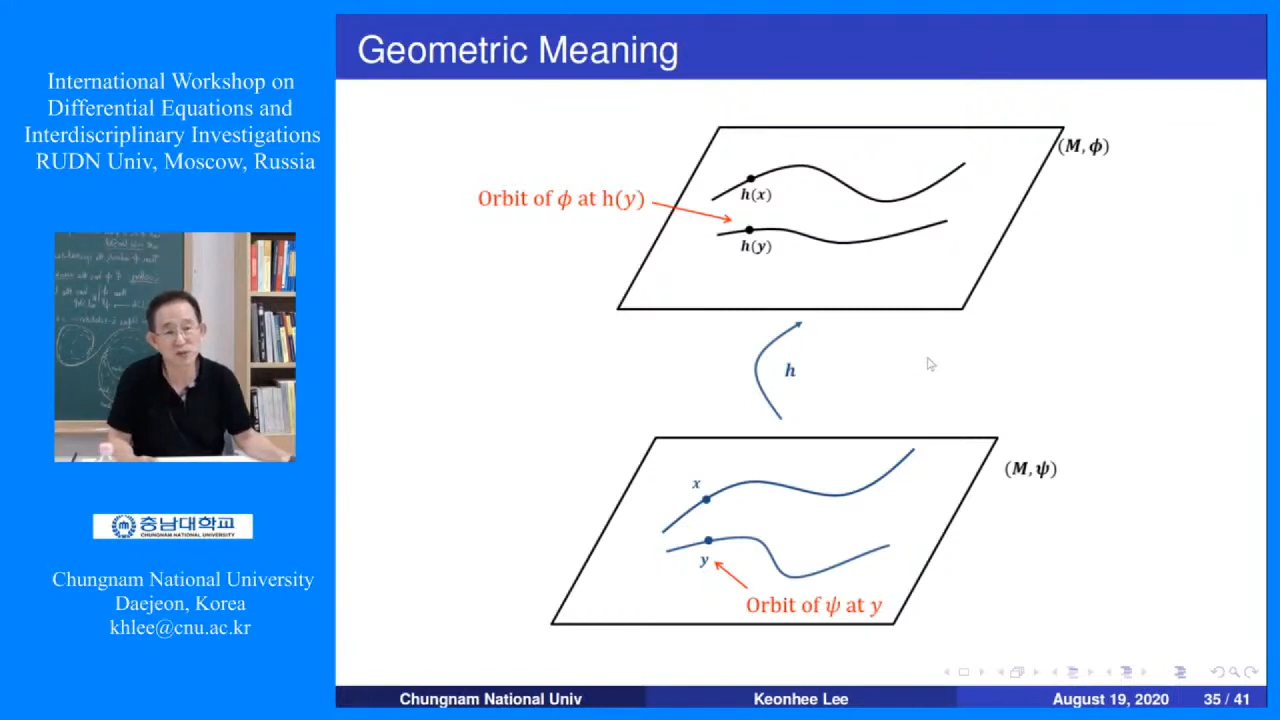 International Workshop on
Differential Equations and
Interdisciplinary Investigations
RUDN Univ, Moscow, Russia
충남대학교
CHUNGNAM NATIONAL UNIVERSITY
Chungnam National University
Daejeon, Korea
khlee@cnu.ac.kr
Geometric Meaning
(M, ϕ)
h(x)
Orbit of ϕ at h(y)
h(y)
h
(M, ψ)
x
y
Orbit of ψ at y
Chungnam National Univ Keonhee Lee August 19, 2020 35 / 41